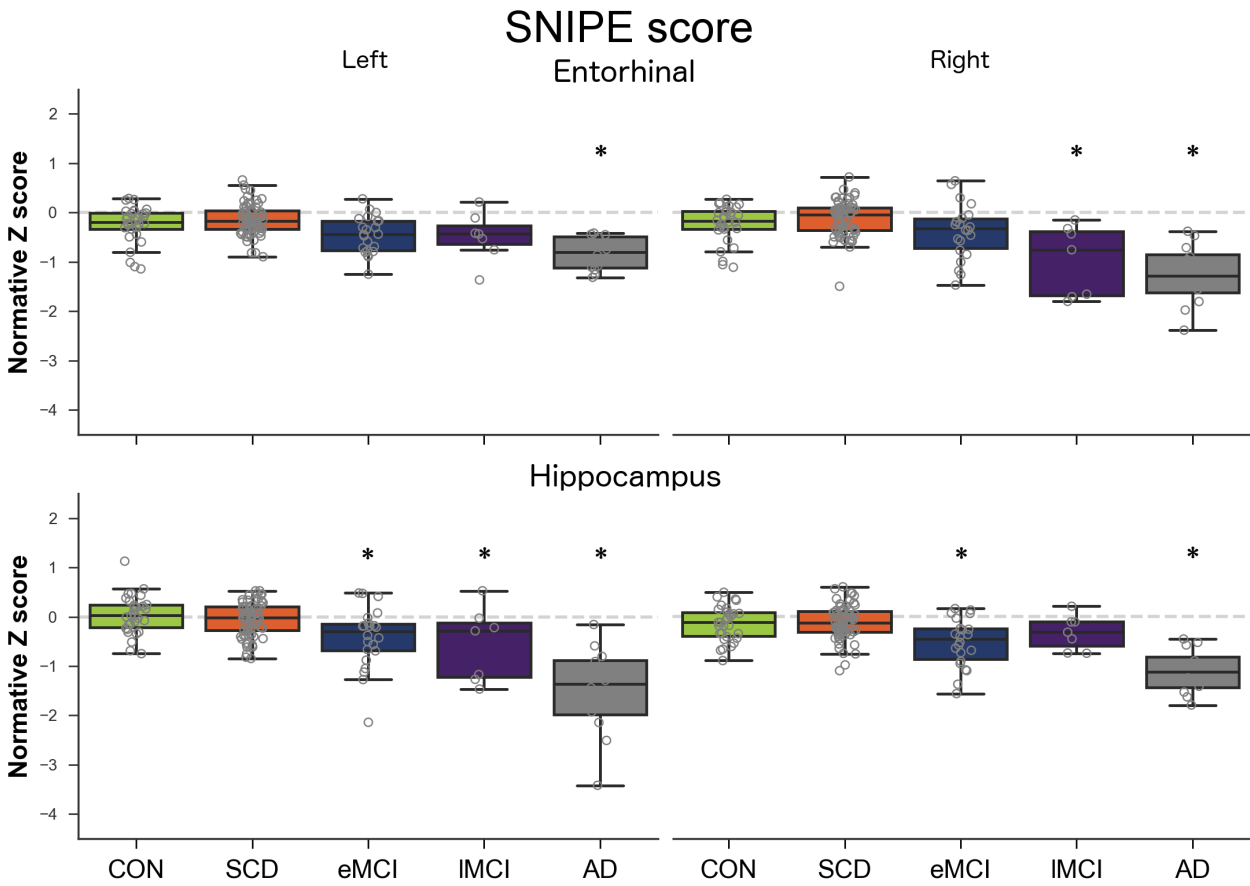 SNIPE score
Left
Right
Entorhinal
Normative Z score
2
1
0
−1
−2
−3
−4
*
*
*
Hippocampus
Normative Z score
2
1
0
−1
−2
−3
−4
*
*
*
*
*
CON SCD eMCI lMCI AD CON SCD eMCI lMCI AD